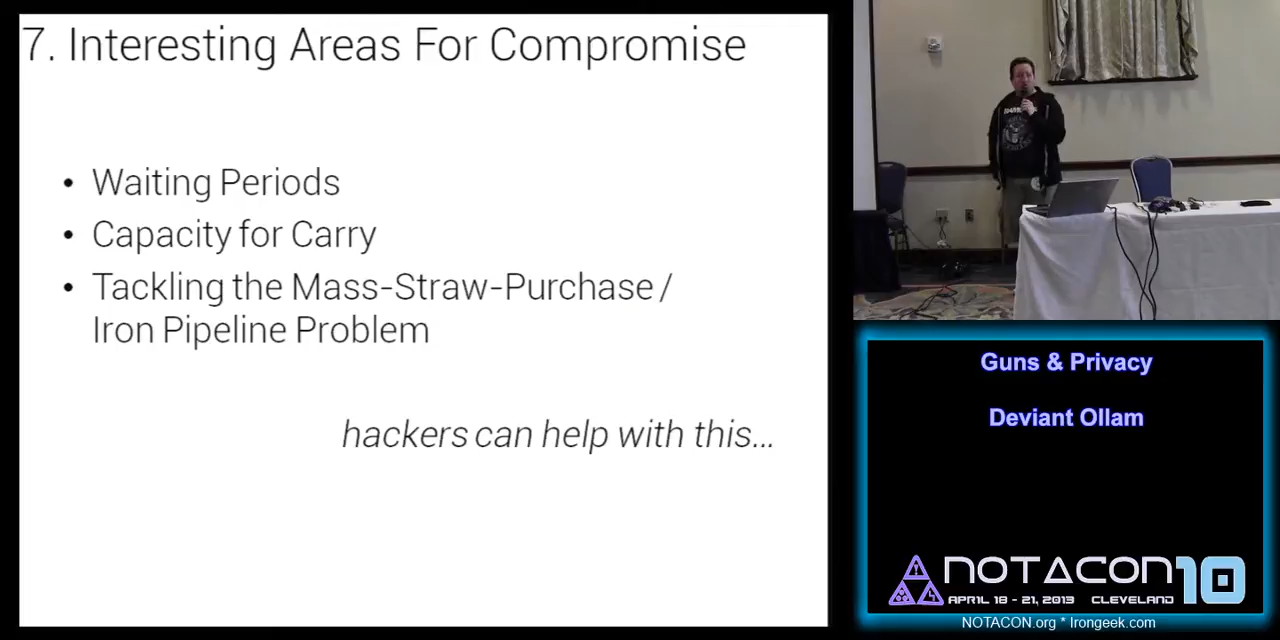 7. Interesting Areas For Compromise
• Waiting Periods
• Capacity for Carry
• Tackling the Mass-Straw-Purchase /
Iron Pipeline Problem
hackers can help with this...
Guns & Privacy
Deviant Ollam
NOTACON 10
APRIL 18 - 21, 2013 CLEVELAND
NOTACON.org * Irongeek.com